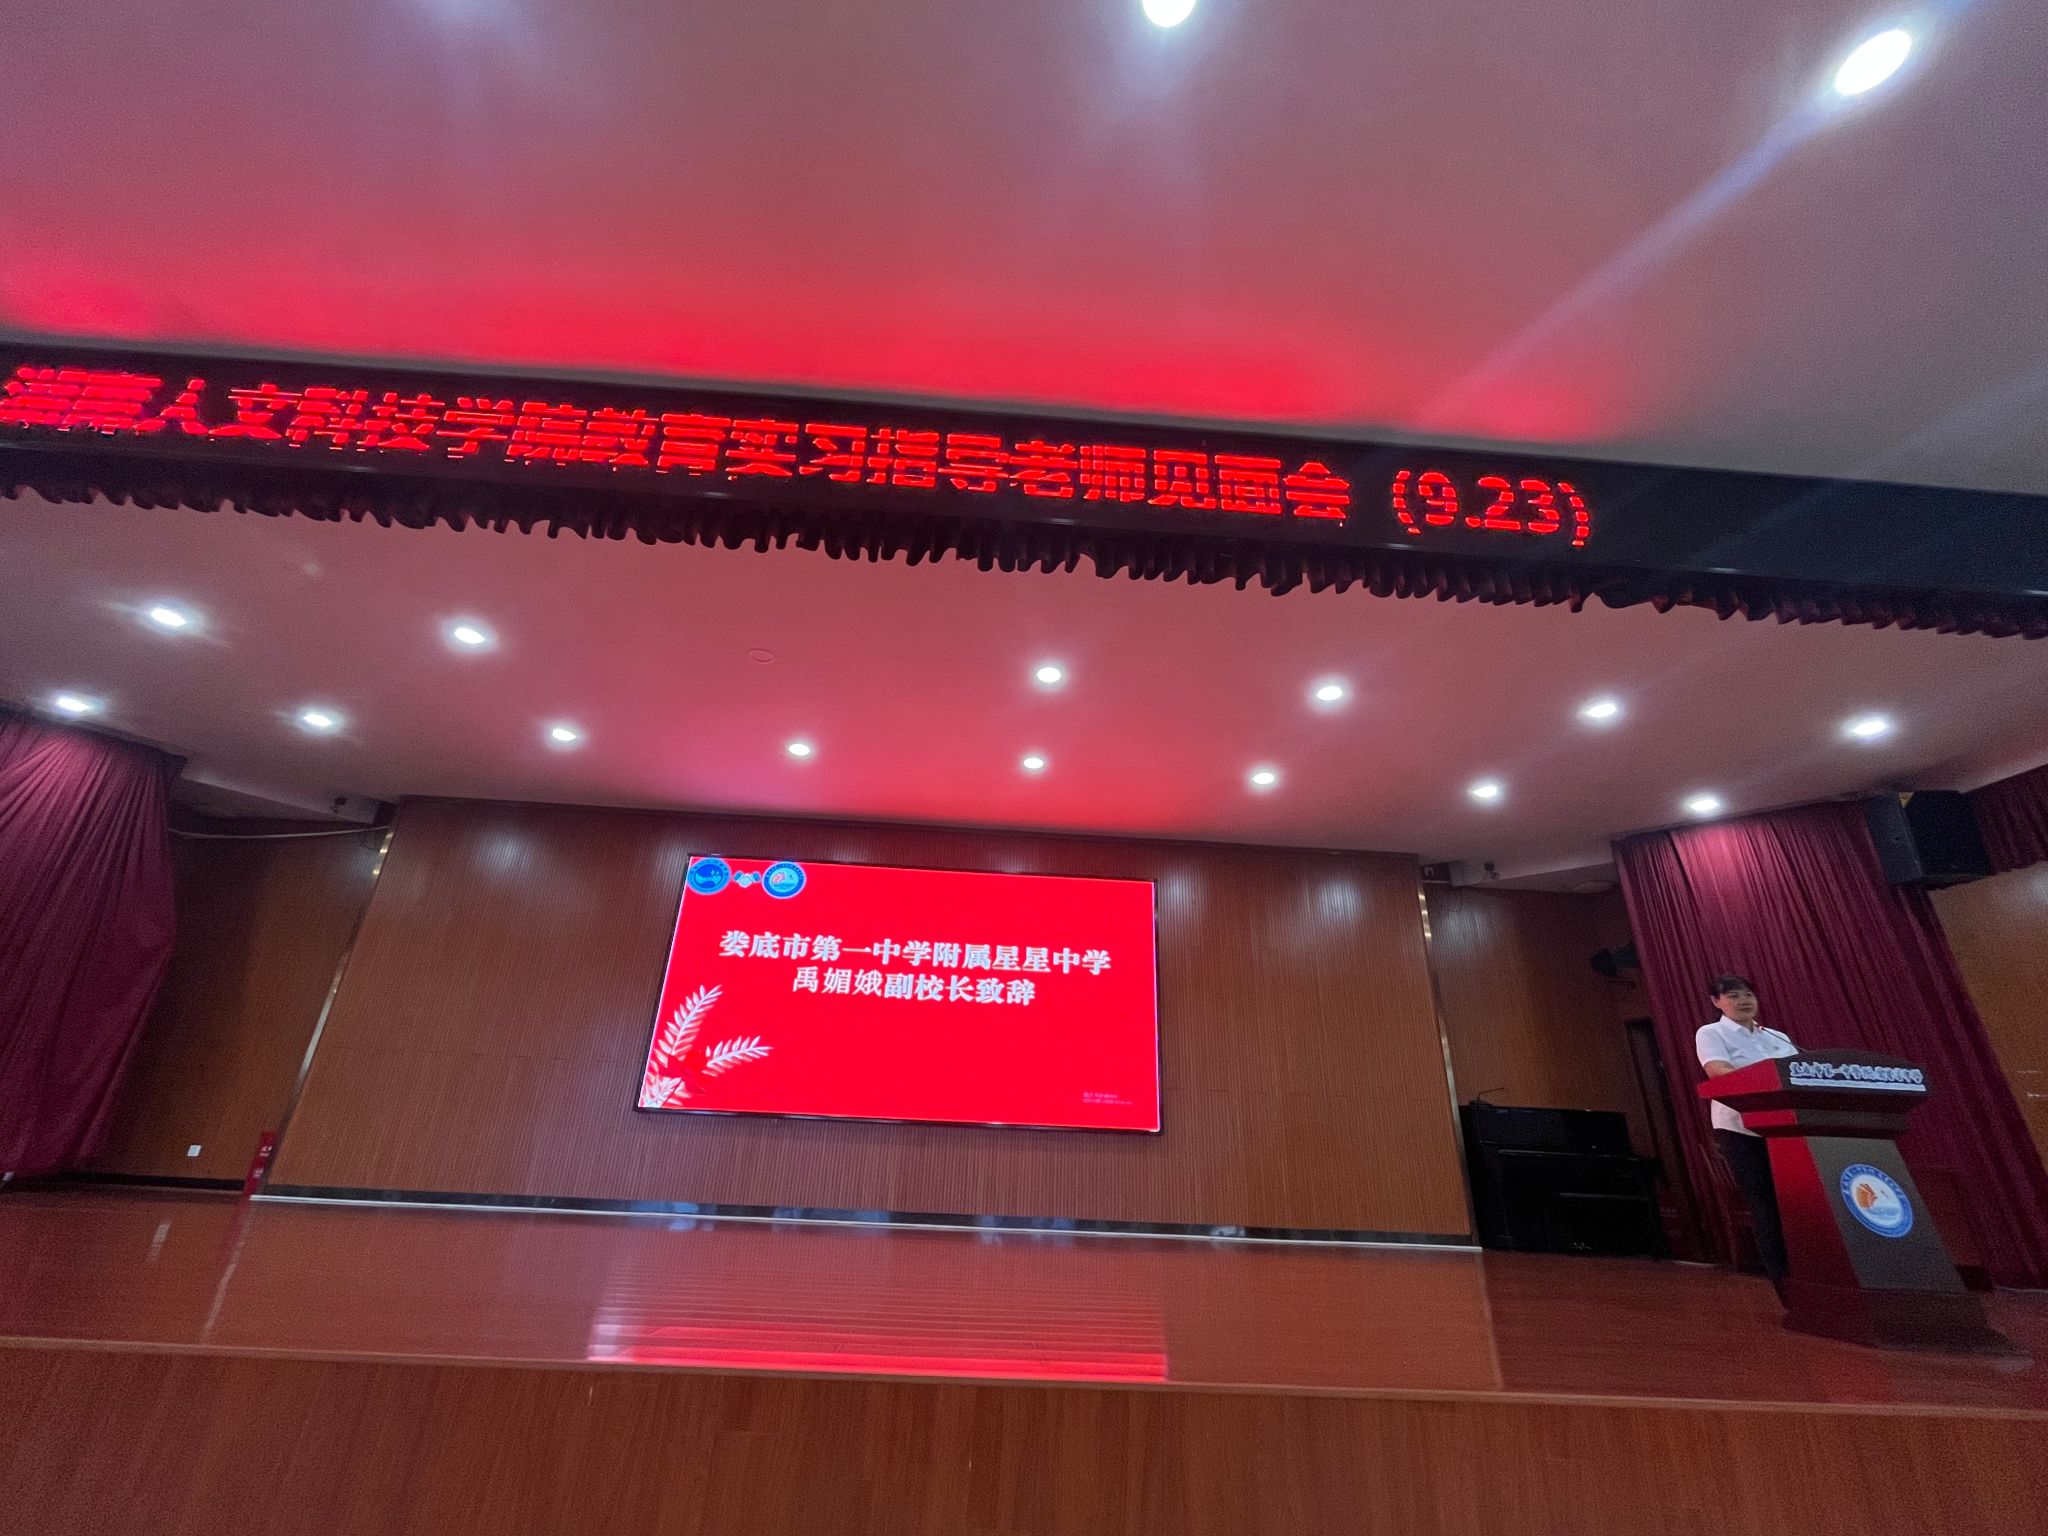 湖南人文科技学院教育实习指导老师见面会（9.23）
娄底市第一中学附属星星中学
禹媚娥副校长致辞